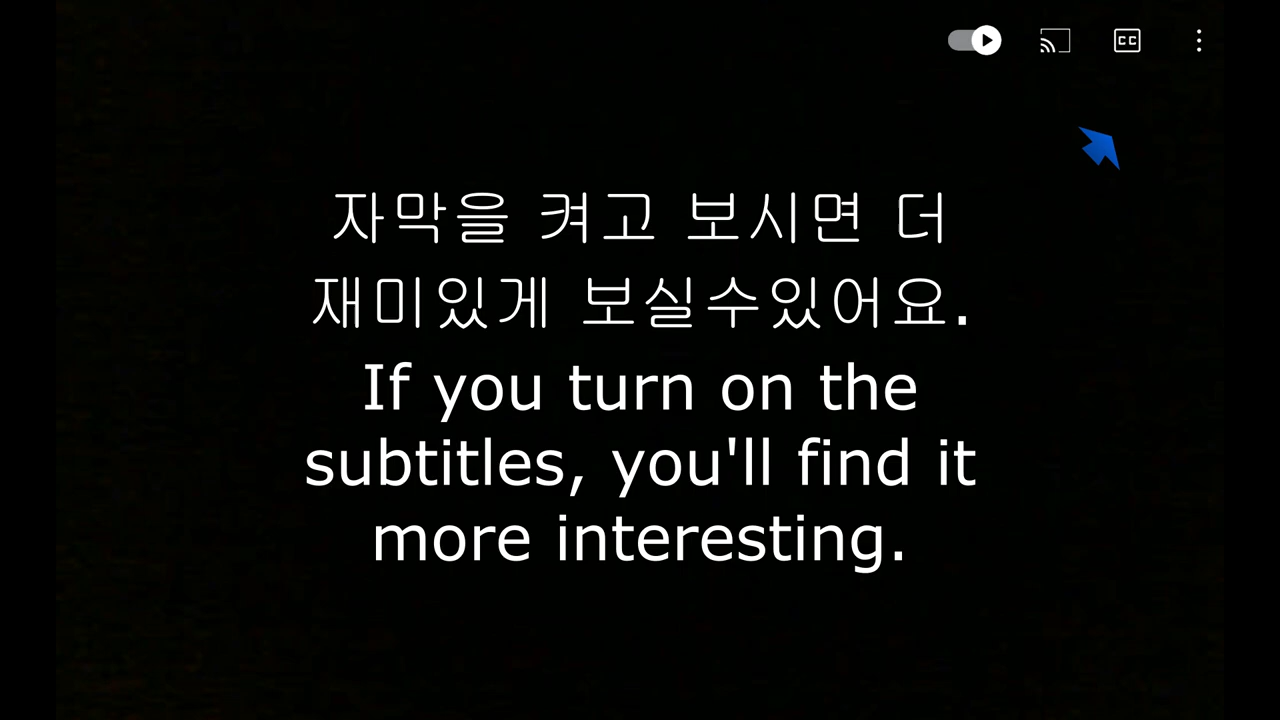 CC
자막을 켜고 보시면 더
재미있게 보실수있어요.
If you turn on the
subtitles, you'll find it
more interesting.